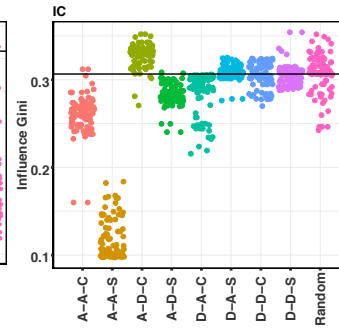 IC
Influence Gini
0.3
0.2
0.1
A−A−C
A−A−S
A−D−C
A−D−S
D−A−C
D−A−S
D−D−C
D−D−S
Random